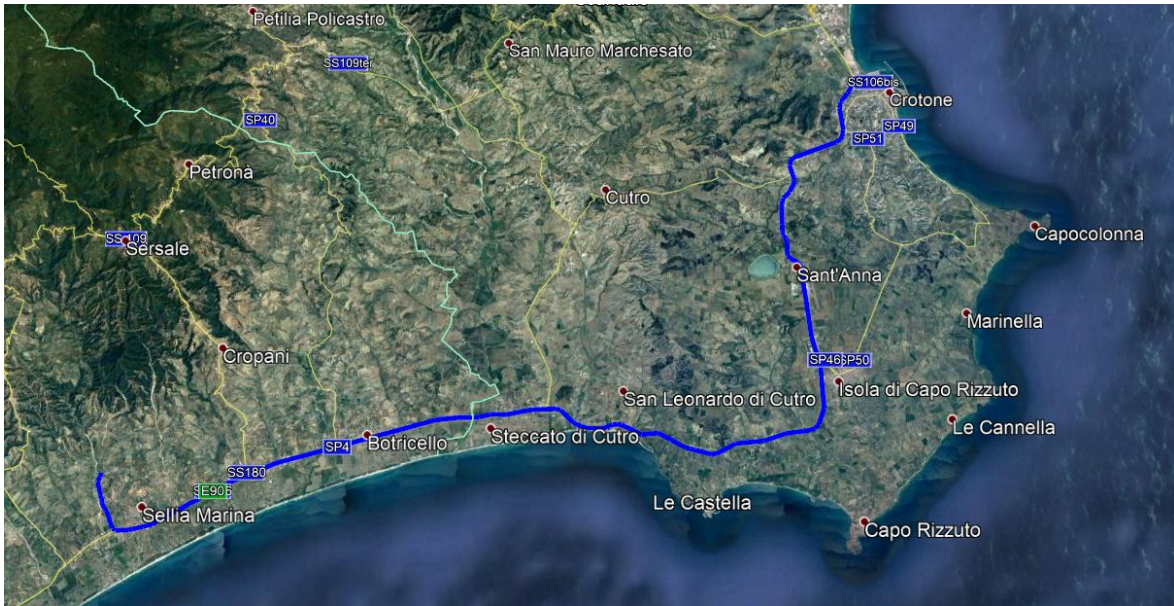 Petilia Policastro
San Mauro Marchesato
SS109ter
SS106bis
Crotone
SP40
SP49
SP51
Petronà
Cutro
Capocolonna
Sersale
Sant'Anna
Marinella
Cropani
SP46
SP50
Isola di Capo Rizzuto
San Leonardo di Cutro
Le Cannella
Steccato di Cutro
Botricello
SP4
SS180
E90
Sellia Marina
Le Castella
Capo Rizzuto